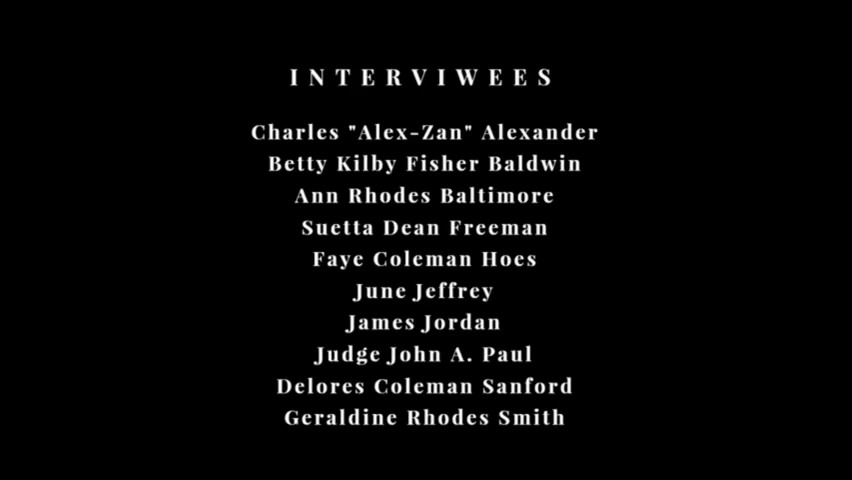 INTERVIWEES
Charles "Alex-Zan" Alexander
Betty Kilby Fisher Baldwin
Ann Rhodes Baltimore
Suetta Dean Freeman
Faye Coleman Hoes
June Jeffrey
James Jordan
Judge John A. Paul
Delores Coleman Sanford
Geraldine Rhodes Smith